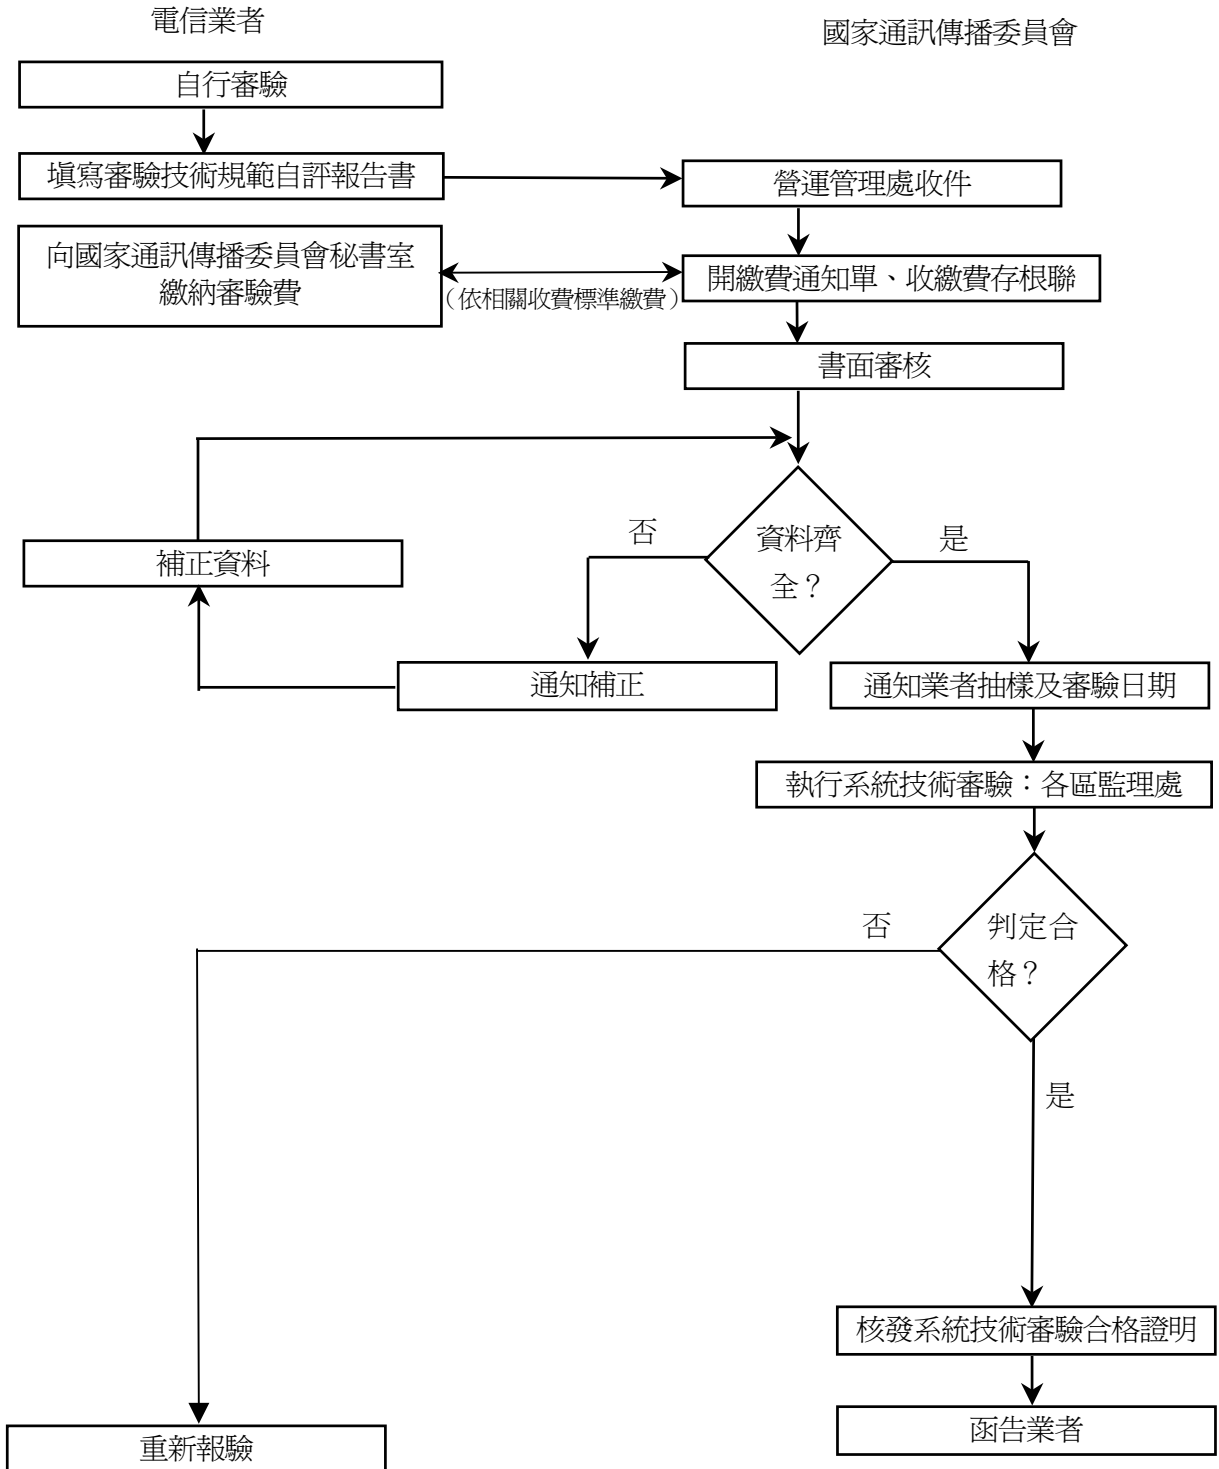 電信業者
國家通訊傳播委員會
自行審驗
填寫審驗技術規範自評報告書
營運管理處收件
向國家通訊傳播委員會秘書室
繳納審驗費
(依相關收費標準繳費)
開繳費通知單、收繳費存根聯
書面審核
資料齊
全?
否
是
補正資料
通知補正
通知業者抽樣及審驗日期
執行系統技術審驗:各區監理處
判定合
格?
否
是
核發系統技術審驗合格證明
函告業者
重新報驗